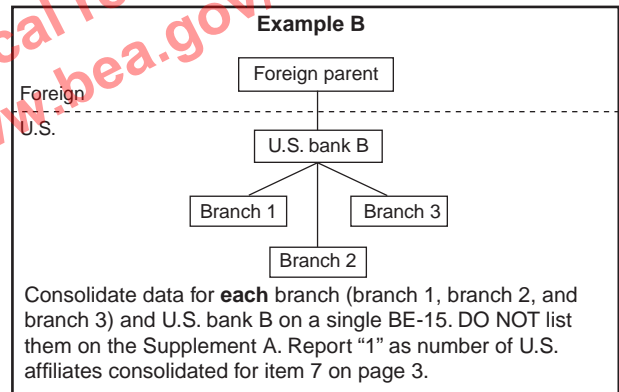 Example B
Foreign parent
Foreign
U.S.
U.S. bank B
Branch 1
Branch 3
Branch 2
Consolidate data for each branch (branch 1, branch 2, and
branch 3) and U.S. bank B on a single BE-15. DO NOT list
them on the Supplement A. Report “1” as number of U.S.
affiliates consolidated for item 7 on page 3.
.bea.gov